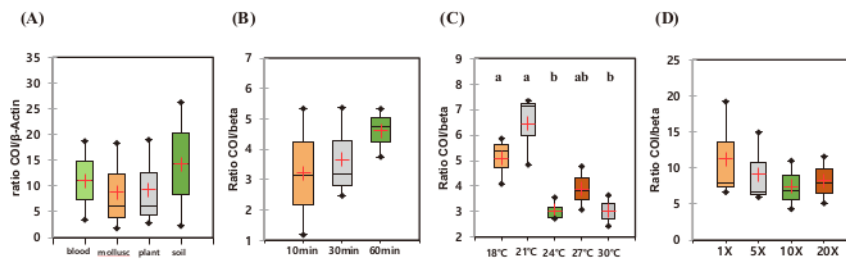 (A)
ratio COI/β-Actin
35
30
25
20
15
10
5
0
blood
mollusc
plant
soil
(B)
Ratio COI/beta
7
6
5
4
3
2
1
10min
30min
60min
(C)
Ratio COI/beta
9
8
7
6
5
4
3
2
a
a
b
ab
b
18°C
21°C
24°C
27°C
30°C
(D)
Ratio COI/beta
25
20
15
10
5
0
1X
5X
10X
20X